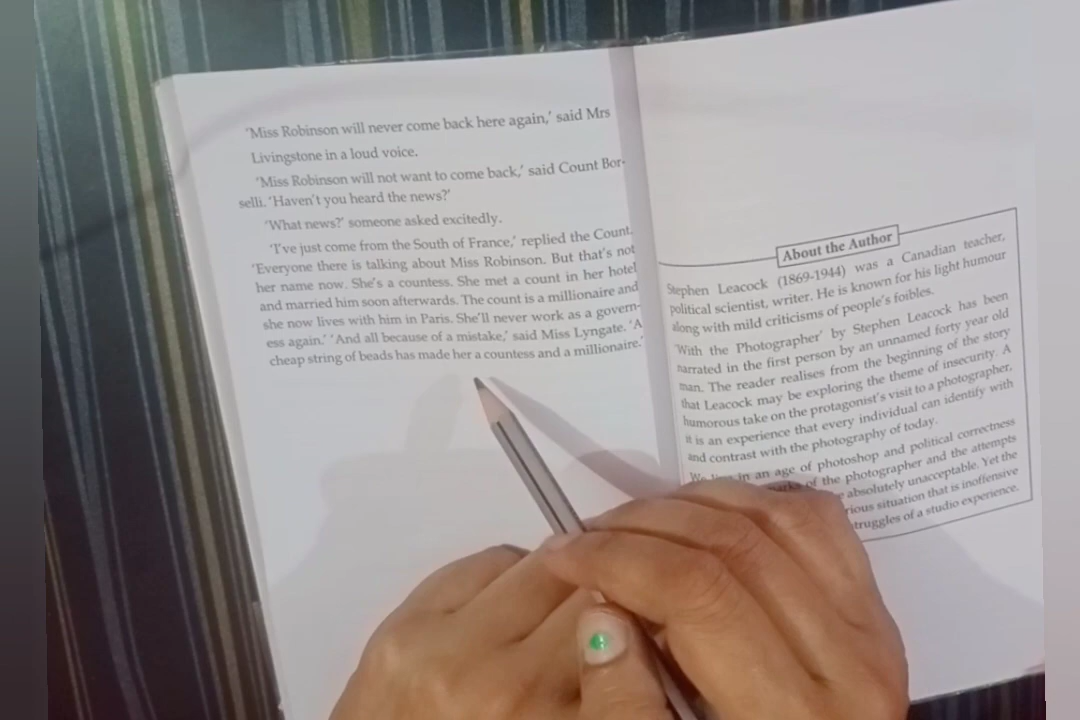 'Miss Robinson will never come back here again,' said Mrs
Livingstone in a loud voice.
'Miss Robinson will not want to come back,' said Count Bor-
selli. 'Haven't you heard the news?'
'What news?' someone asked excitedly.
'I've just come from the South of France,' replied the Count.
'Everyone there is talking about Miss Robinson. But that's not
her name now. She's a countess. She met a count in her hotel
and married him soon afterwards. The count is a millionaire and
she now lives with him in Paris. She'll never work as a govern-
ess again.' 'And all because of a mistake,' said Miss Lyngate. 'A
cheap string of beads has made her a countess and a millionaire.'
About the Author
Stephen Leacock (1869-1944) was a Canadian teacher,
political scientist, writer. He is known for his light humour
along with mild criticisms of people's foibles.
'With the Photographer' by Stephen Leacock has been
narrated in the first person by an unnamed forty year old
man. The reader realises from the beginning of the story
that Leacock may be exploring the theme of insecurity. A
humorous take on the protagonist's visit to a photographer,
it is an experience that every individual can identify with
and contrast with the photography of today.
We live in an age of photoshop and political correctness
of the photographer and the attempts
absolutely unacceptable. Yet the
situation that is inoffensive
struggles of a studio experience.